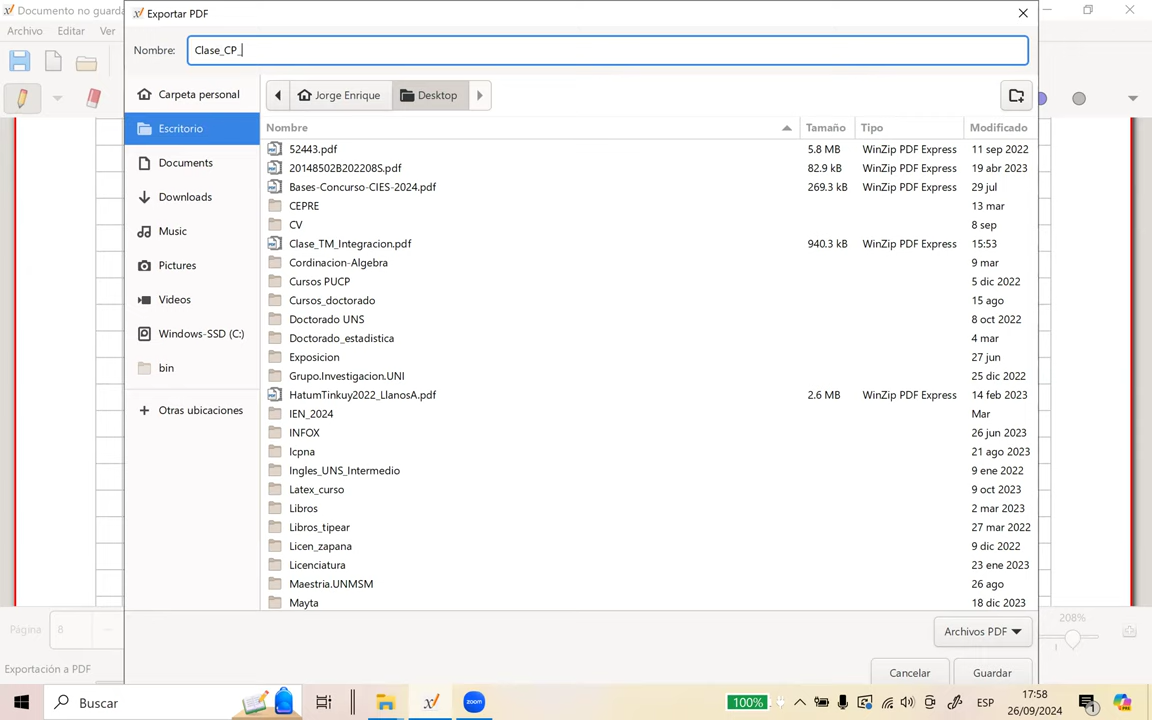 Documento no guarda
Exportar PDF
Archivo Editar Ver
Nombre: Clase_CP_
Carpeta personal
Escritorio
Documents
Downloads
Music
Pictures
Videos
Windows-SSD (C:)
bin
Otras ubicaciones
Jorge Enrique Desktop
Nombre Tamaño Tipo Modificado
52443.pdf 5.8 MB WinZip PDF Express 11 sep 2022
20148502B202208S.pdf 82.9 kB WinZip PDF Express 19 abr 2023
Bases-Concurso-CIES-2024.pdf 269.3 kB WinZip PDF Express 29 jul
CEPRE 13 mar
CV 8 sep
Clase_TM_Integracion.pdf 940.3 kB WinZip PDF Express 15:53
Cordinacion-Algebra 9 mar
Cursos PUCP 5 dic 2022
Cursos_doctorado 15 ago
Doctorado UNS 8 oct 2022
Doctorado_estadistica 4 mar
Exposicion 27 jun
Grupo.Investigacion.UNI 25 dic 2022
HatumTinkuy2022_LlanosA.pdf 2.6 MB WinZip PDF Express 14 feb 2023
IEN_2024 Mar
INFOX 26 jun 2023
Icpna 21 ago 2023
Ingles_UNS_Intermedio 9 ene 2022
Latex_curso 9 oct 2023
Libros 2 mar 2023
Libros_tipear 27 mar 2022
Licen_zapana 9 dic 2022
Licenciatura 23 ene 2023
Maestria.UNMSM 26 ago
Mayta 18 dic 2023
Página 8
208%
Archivos PDF
Exportación a PDF
Cancelar Guardar
Buscar
100%
ESP
17:58
26/09/2024
1